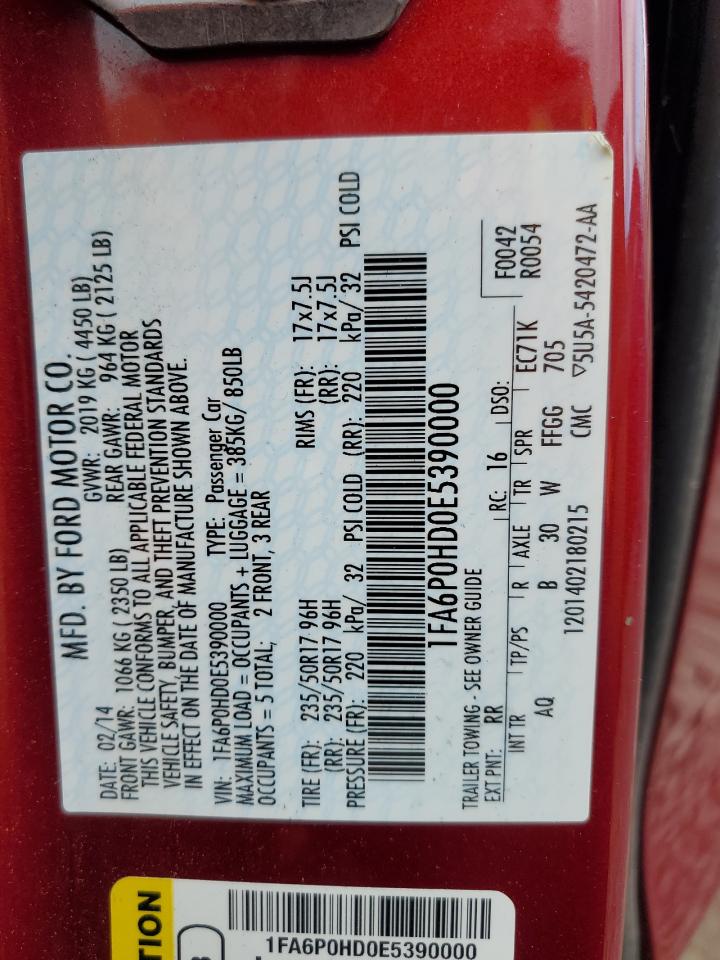 MFD. BY FORD MOTOR CO.
DATE: 02/14 GVWR: 2019 KG ( 4450 LB)
FRONT GAWR: 1066 KG ( 2350 LB) REAR GAWR: 964 KG ( 2125 LB)
THIS VEHICLE CONFORMS TO ALL APPLICABLE FEDERAL MOTOR
VEHICLE SAFETY, BUMPER, AND THEFT PREVENTION STANDARDS
IN EFFECT ON THE DATE OF MANUFACTURE SHOWN ABOVE.
VIN: 1FA6P0HD0E5390000 TYPE: Passenger Car
MAXIMUM LOAD = OCCUPANTS + LUGGAGE = 385KG/ 850LB
OCCUPANTS = 5 TOTAL; 2 FRONT, 3 REAR
TIRE (FR): 235/50R17 96H RIMS (FR): 17x7.5J
(RR): 235/50R17 96H (RR): 17x7.5J
PRESSURE (FR): 220 kPa/ 32 PSI COLD (RR): 220 kPa/ 32 PSI COLD
1FA6P0HD0E5390000
TRAILER TOWING - SEE OWNER GUIDE F0042
EXT PNT: RR RC: 16 DSO: R0054
INT TR TP/PS R AXLE TR SPR EC71K
AQ B 30 W FFGG 705
1201402180215 CMC ▽5U5A-5420472-AA
TION
1FA6P0HD0E5390000